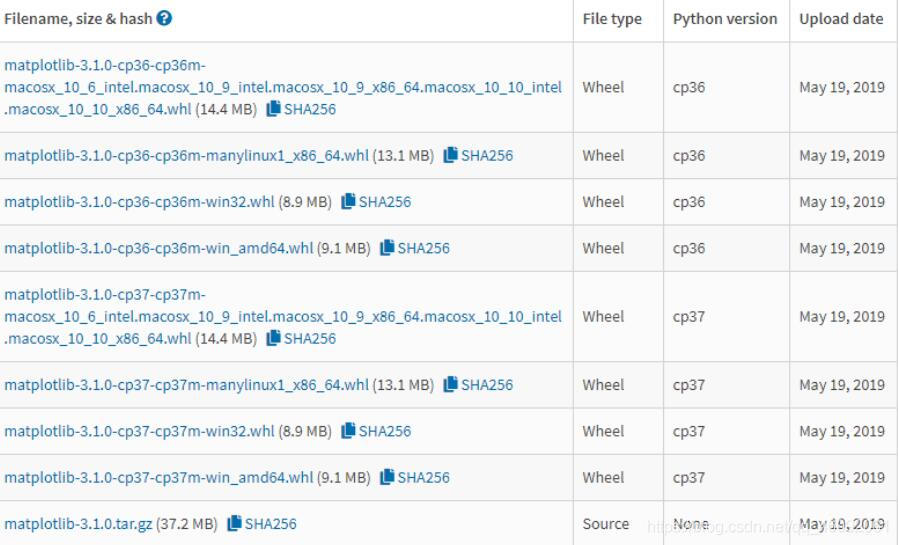 Filename, size & hash ? File type Python version Upload date
matplotlib-3.1.0-cp36-cp36m-
macosx_10_6_intel.macosx_10_9_intel.macosx_10_9_x86_64.macosx_10_10_intel Wheel cp36 May 19, 2019
.macosx_10_10_x86_64.whl (14.4 MB) SHA256
matplotlib-3.1.0-cp36-cp36m-manylinux1_x86_64.whl (13.1 MB) SHA256 Wheel cp36 May 19, 2019
matplotlib-3.1.0-cp36-cp36m-win32.whl (8.9 MB) SHA256 Wheel cp36 May 19, 2019
matplotlib-3.1.0-cp36-cp36m-win_amd64.whl (9.1 MB) SHA256 Wheel cp36 May 19, 2019
matplotlib-3.1.0-cp37-cp37m-
macosx_10_6_intel.macosx_10_9_intel.macosx_10_9_x86_64.macosx_10_10_intel Wheel cp37 May 19, 2019
.macosx_10_10_x86_64.whl (14.4 MB) SHA256
matplotlib-3.1.0-cp37-cp37m-manylinux1_x86_64.whl (13.1 MB) SHA256 Wheel cp37 May 19, 2019
matplotlib-3.1.0-cp37-cp37m-win32.whl (8.9 MB) SHA256 Wheel cp37 May 19, 2019
matplotlib-3.1.0-cp37-cp37m-win_amd64.whl (9.1 MB) SHA256 Wheel cp37 May 19, 2019
matplotlib-3.1.0.tar.gz (37.2 MB) SHA256 Source None May 19, 2019